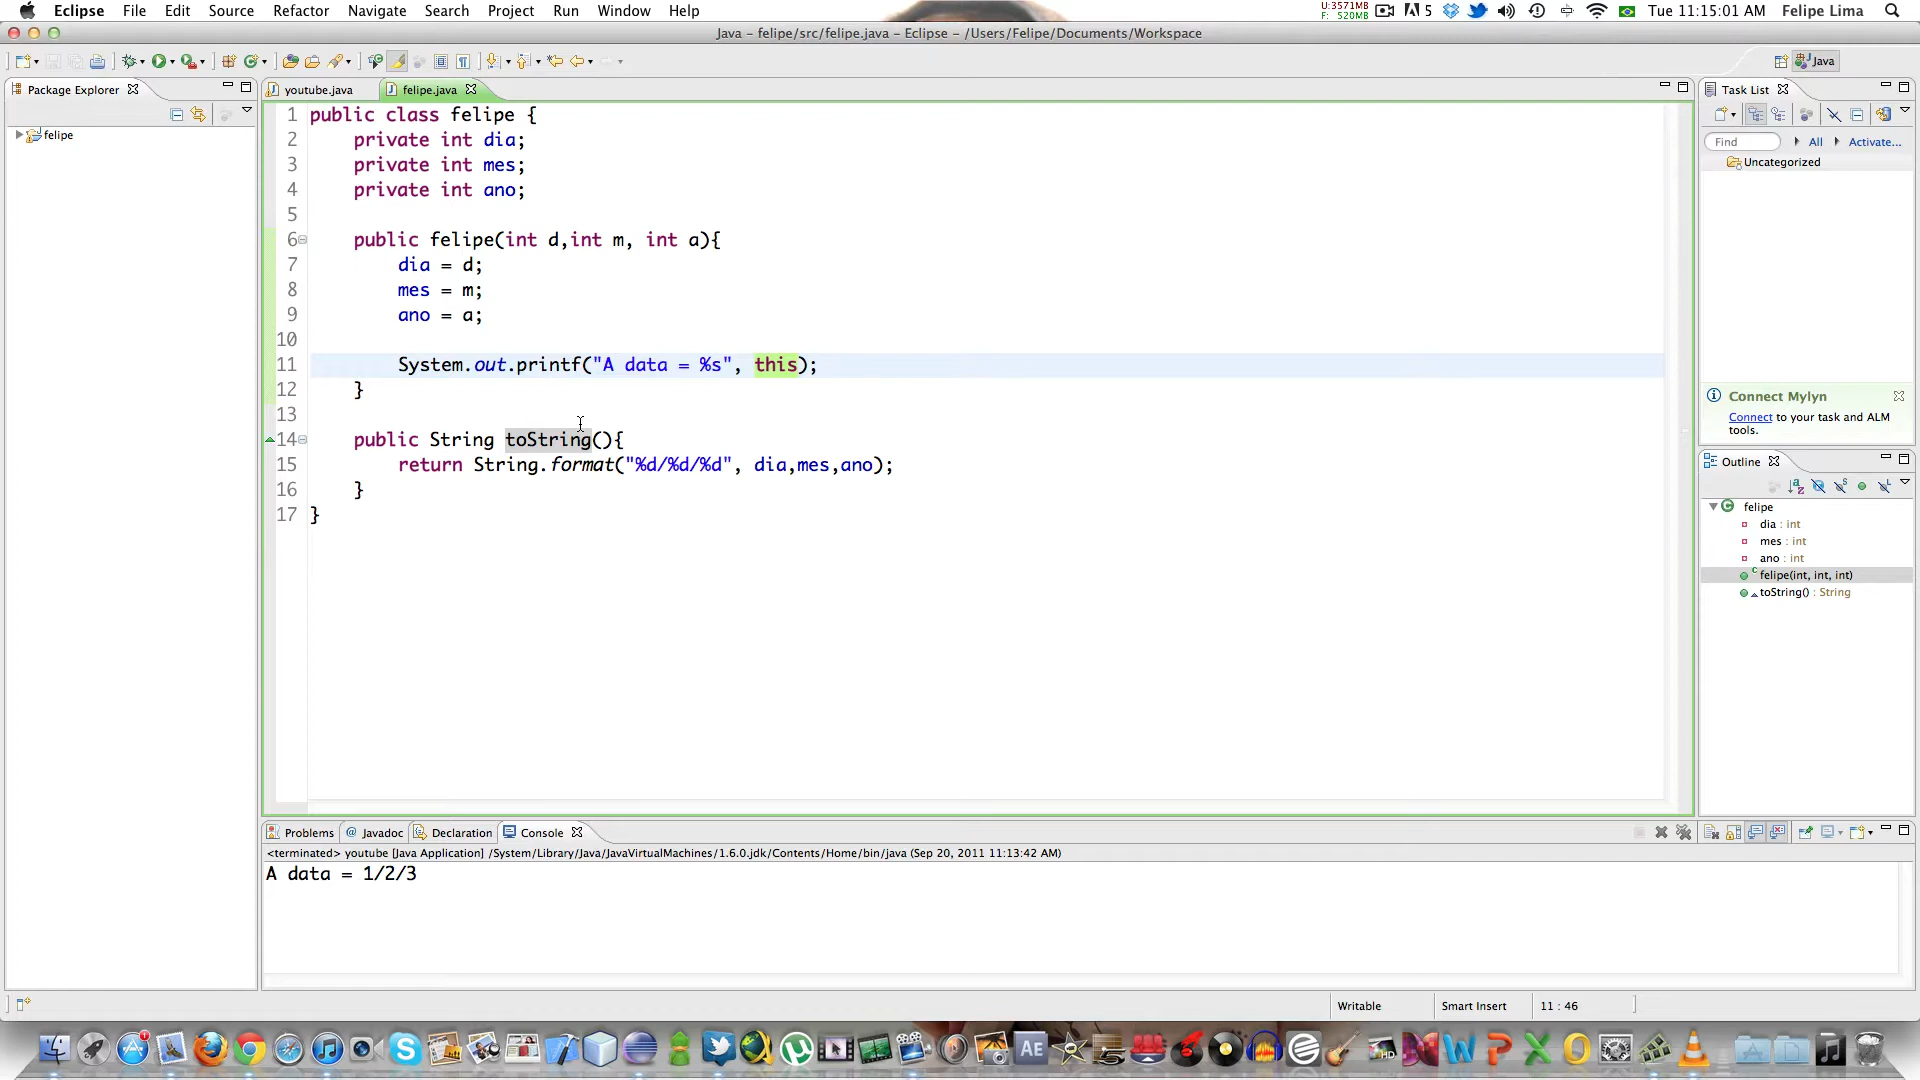 Eclipse File Edit Source Refactor Navigate Search Project Run Window Help
U:3571MB
F: 520MB
5
Tue 11:15:01 AM Felipe Lima
Java – felipe/src/felipe.java – Eclipse – /Users/Felipe/Documents/Workspace
Java
Package Explorer
felipe
youtube.java
felipe.java
1 public class felipe {
2 private int dia;
3 private int mes;
4 private int ano;
5
6 public felipe(int d,int m, int a){
7 dia = d;
8 mes = m;
9 ano = a;
10
11 System.out.printf("A data = %s", this);
12 }
13
14 public String toString(){
15 return String.format("%d/%d/%d", dia,mes,ano);
16 }
17 }
Task List
Find
All
Activate...
Uncategorized
Connect Mylyn
Connect to your task and ALM
tools.
Outline
felipe
dia : int
mes : int
ano : int
felipe(int, int, int)
toString() : String
Problems
@ Javadoc
Declaration
Console
<terminated> youtube [Java Application] /System/Library/Java/JavaVirtualMachines/1.6.0.jdk/Contents/Home/bin/java (Sep 20, 2011 11:13:42 AM)
A data = 1/2/3
Writable
Smart Insert
11 : 46
AE
HD